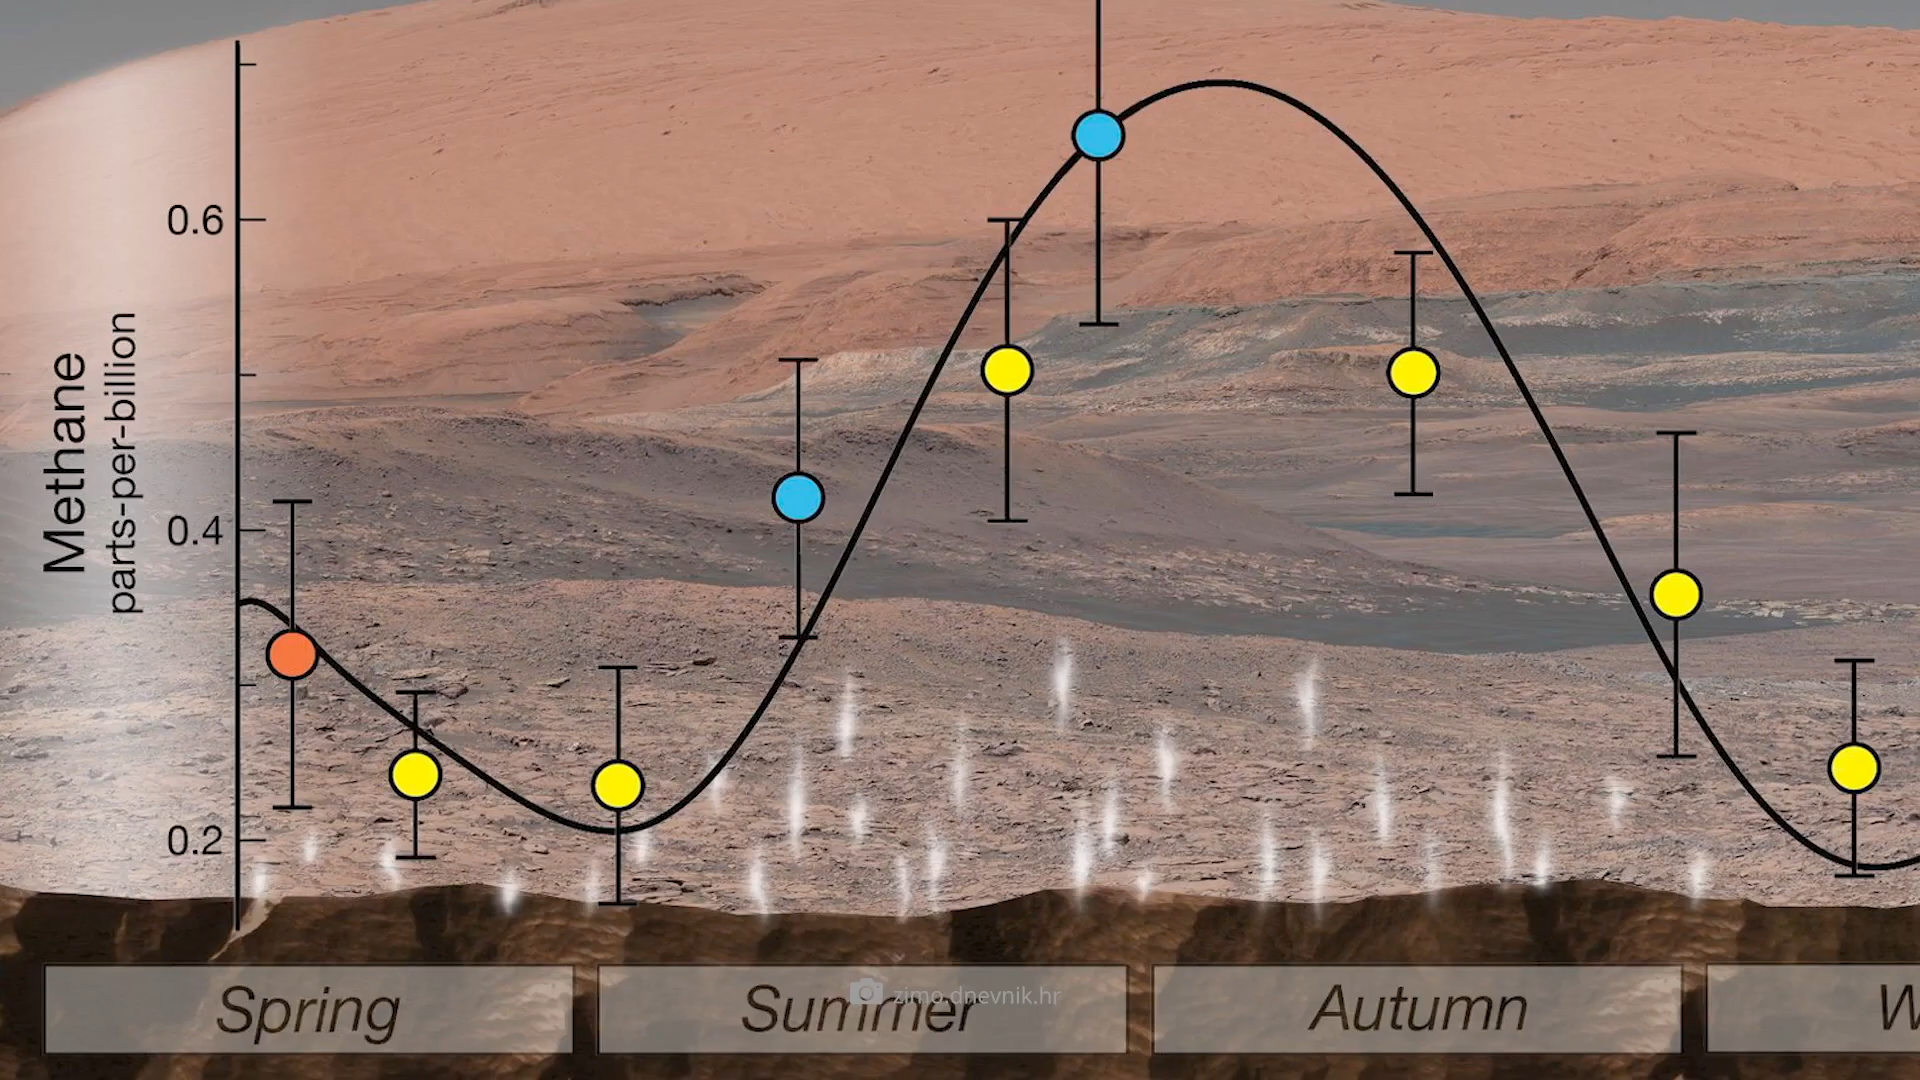 Methane
parts-per-billion
0.6
0.4
0.2
Spring
Summer
zimo.dnevnik.hr
Autumn
W